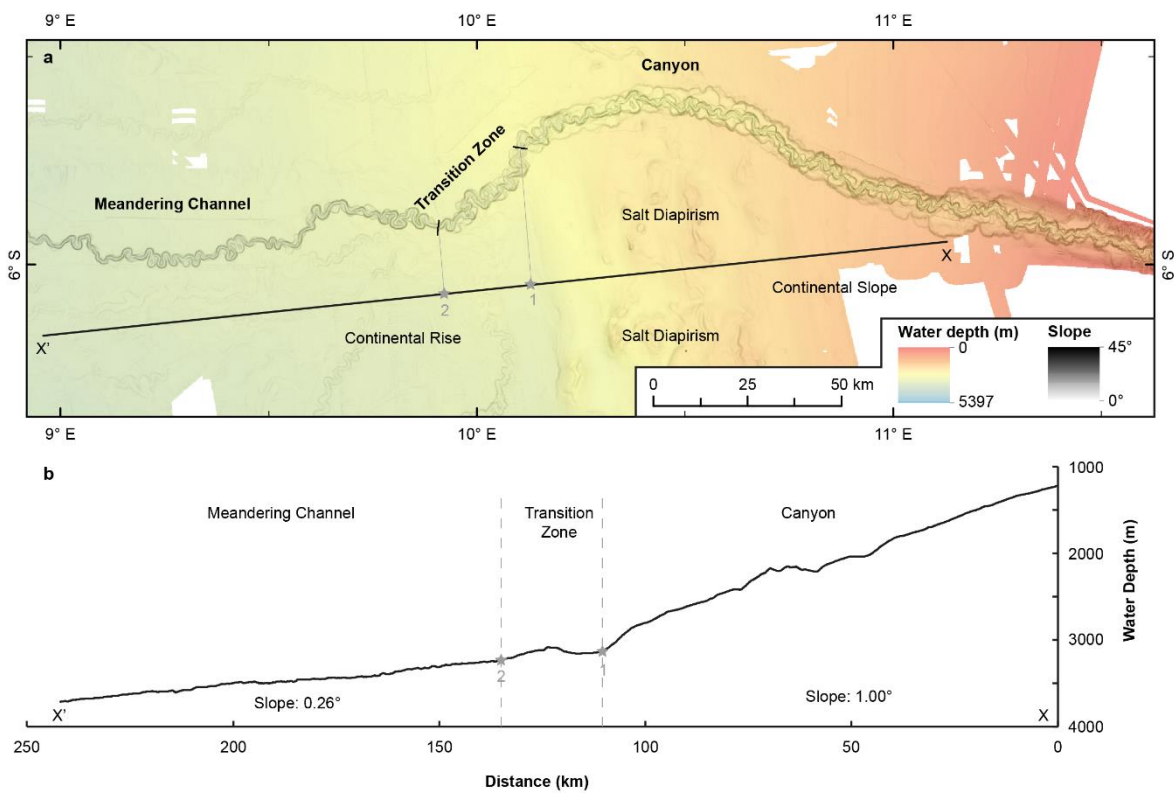 9° E
10° E
11° E
a
Canyon
Transition Zone
Meandering Channel
Salt Diapirism
6° S
X
6° S
2
1
Continental Slope
X'
Continental Rise
Salt Diapirism
Water depth (m)
Slope
0
45°
5397
0°
0
25
50 km
9° E
10° E
11° E
b
1000
Meandering Channel
Transition
Zone
Canyon
2000
Water Depth (m)
3000
2
1
Slope: 0.26°
Slope: 1.00°
X'
X
4000
250
200
150
100
50
0
Distance (km)